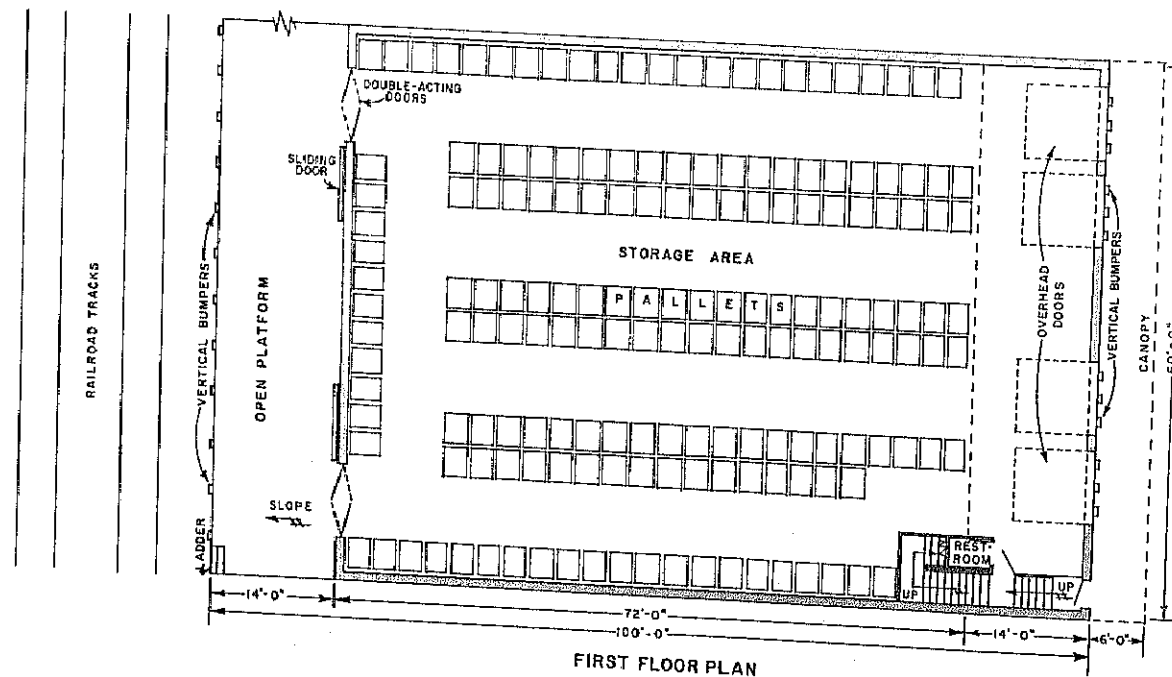 DOUBLE-ACTING
DOORS
SLIDING
DOOR
STORAGE AREA
PALLETS
RAILROAD TRACKS
VERTICAL BUMPERS
OPEN PLATFORM
OVERHEAD
DOORS
VERTICAL BUMPERS
CANOPY
SLOPE
LADDER
REST-
ROOM
UP
UP
14'-0"
72'-0"
14'-0"
6'-0"
100'-0"
FIRST FLOOR PLAN